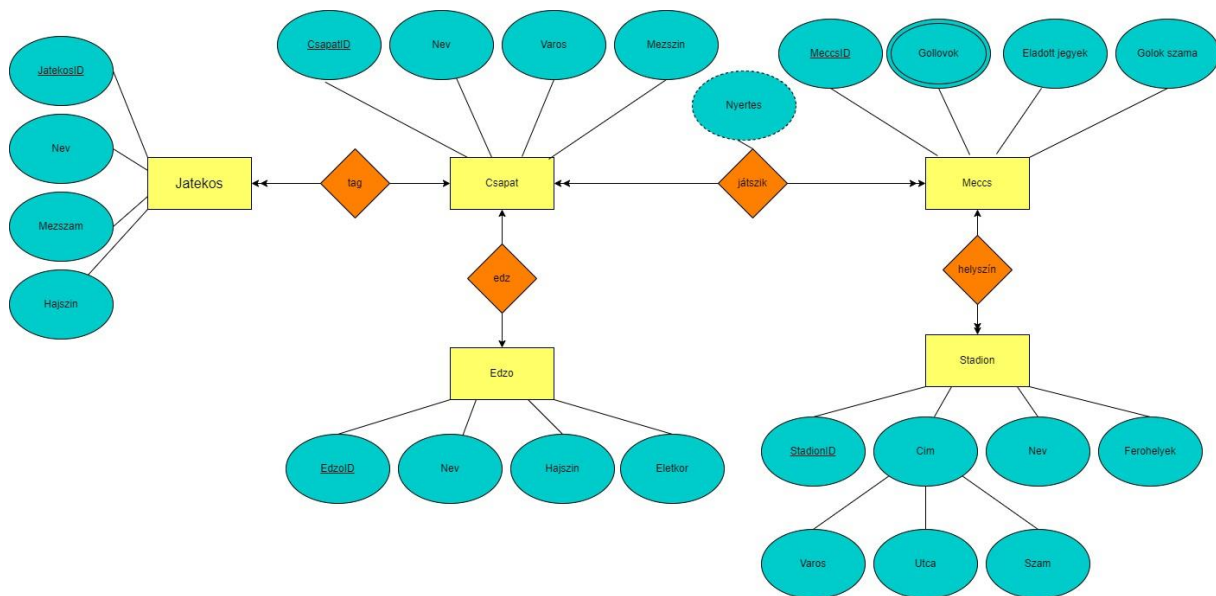 CsapatID
Nev
Varos
Mezszin
MeccsID
Gollovok
Eladott jegyek
Golok szama
JatekosID
Nyertes
Nev
Jatekos
tag
Csapat
játszik
Meccs
Mezszam
edz
helyszín
Hajszin
Edzo
Stadion
EdzoID
Nev
Hajszin
Eletkor
StadionID
Cim
Nev
Ferohelyek
Varos
Utca
Szam